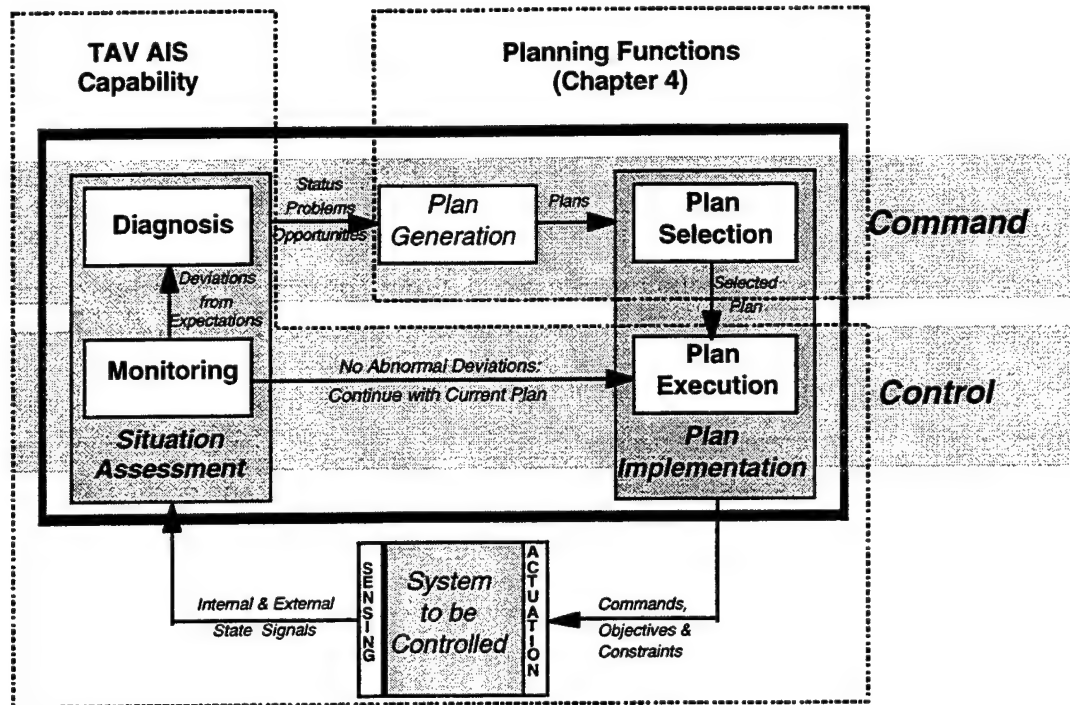 TAV AIS
Capability
Planning Functions
(Chapter 4)
Diagnosis
Status
Problems
Opportunities
Plan
Generation
Plans
Plan
Selection
Command
Deviations
from
Expectations
Selected
Plan
Monitoring
No Abnormal Deviations:
Continue with Current Plan
Plan
Execution
Control
Situation
Assessment
Plan
Implementation
SENSING
System
to be
Controlled
ACTUATION
Internal & External
State Signals
Commands,
Objectives &
Constraints